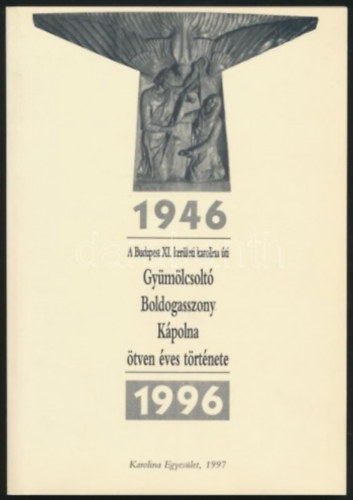 1946
A Budapest XI. kerületi karolina úti
Gyümölcsoltó
Boldogasszony
Kápolna
ötven éves története
1996
Karolina Egyesület, 1997